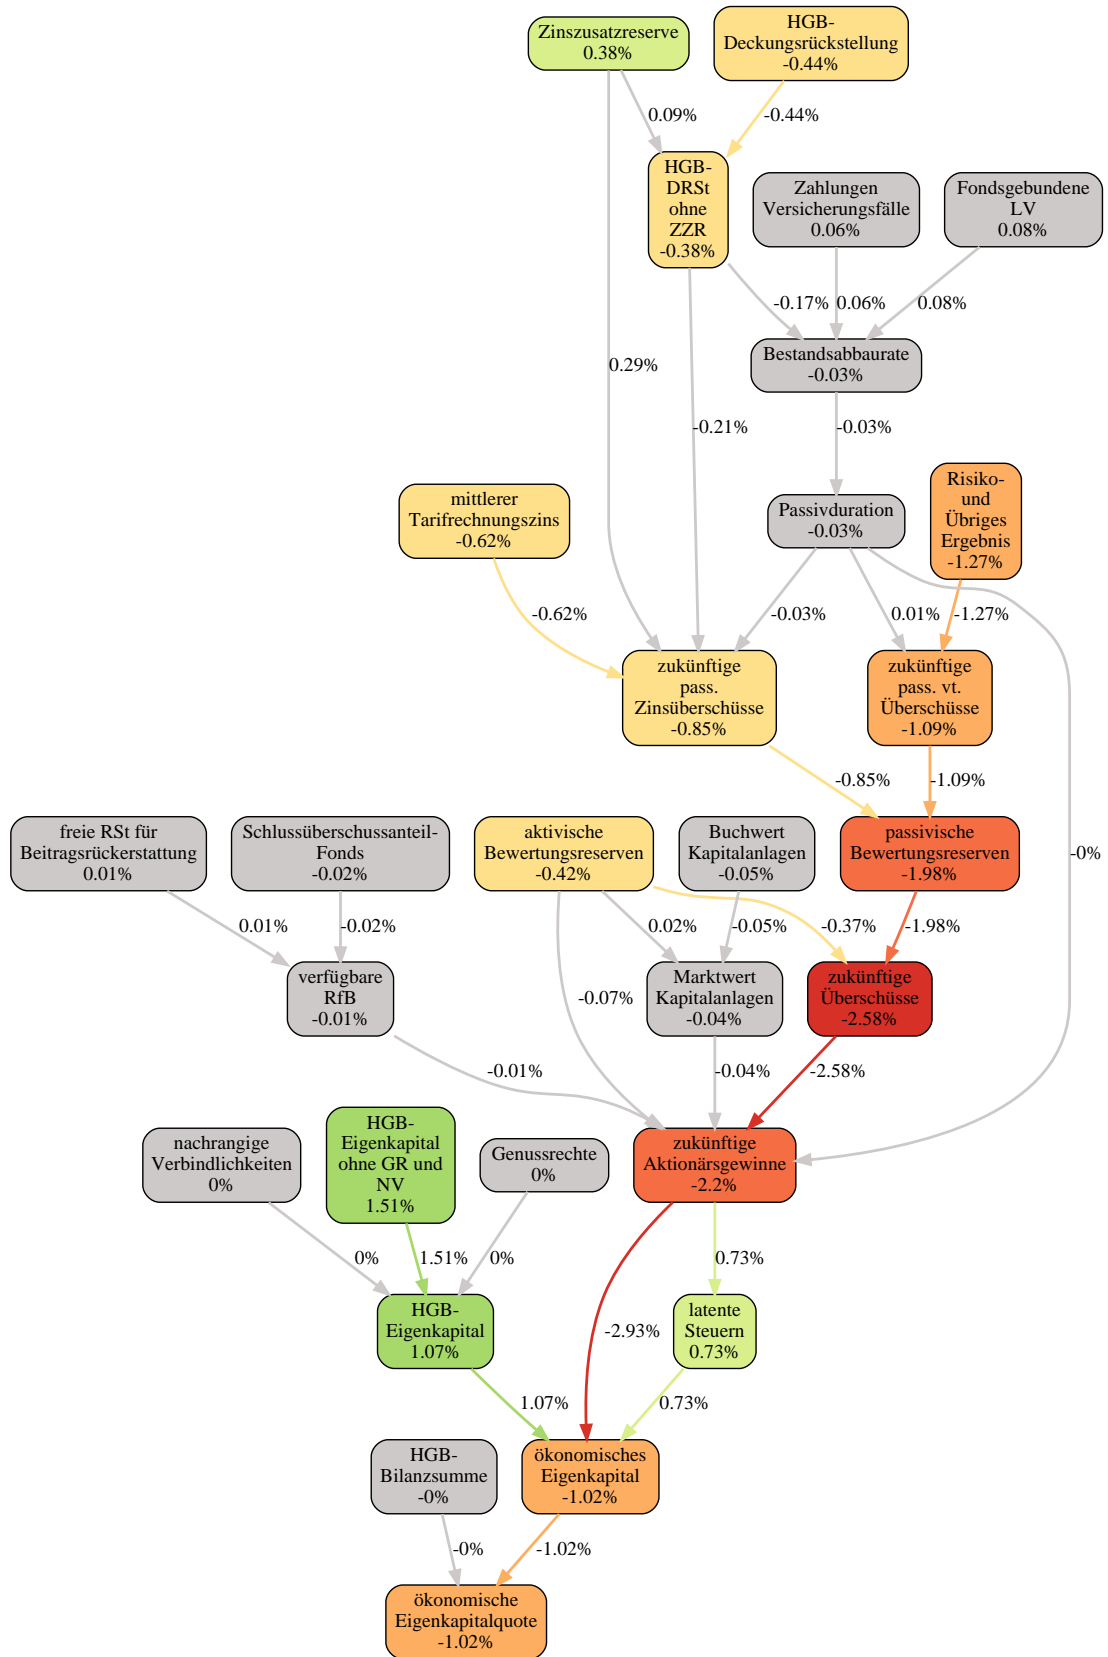 Zinszusatzreserve
0.38%
HGB-
Deckungsrückstellung
-0.44%
0.09%
-0.44%
HGB-
DRSt
ohne
ZZR
-0.38%
Zahlungen
Versicherungsfälle
0.06%
Fondsgebundene
LV
0.08%
-0.17%
0.06%
0.08%
Bestandsabbaurate
-0.03%
0.29%
-0.21%
-0.03%
mittlerer
Tarifrechnungszins
-0.62%
Passivduration
-0.03%
Risiko-
und
Übriges
Ergebnis
-1.27%
-0.62%
-0.03%
0.01%
-1.27%
zukünftige
pass.
Zinsüberschüsse
-0.85%
zukünftige
pass. vt.
Überschüsse
-1.09%
-0.85%
-1.09%
freie RSt für
Beitragsrückerstattung
0.01%
Schlussüberschussanteil-
Fonds
-0.02%
aktivische
Bewertungsreserven
-0.42%
Buchwert
Kapitalanlagen
-0.05%
passivische
Bewertungsreserven
-1.98%
-0%
0.01%
-0.02%
0.02%
-0.05%
-0.37%
-1.98%
verfügbare
RfB
-0.01%
-0.07%
Marktwert
Kapitalanlagen
-0.04%
zukünftige
Überschüsse
-2.58%
-0.01%
-0.04%
-2.58%
nachrangige
Verbindlichkeiten
0%
HGB-
Eigenkapital
ohne GR und
NV
1.51%
Genussrechte
0%
zukünftige
Aktionärsgewinne
-2.2%
0%
1.51%
0%
0.73%
HGB-
Eigenkapital
1.07%
-2.93%
latente
Steuern
0.73%
1.07%
0.73%
HGB-
Bilanzsumme
-0%
ökonomisches
Eigenkapital
-1.02%
-0%
-1.02%
ökonomische
Eigenkapitalquote
-1.02%